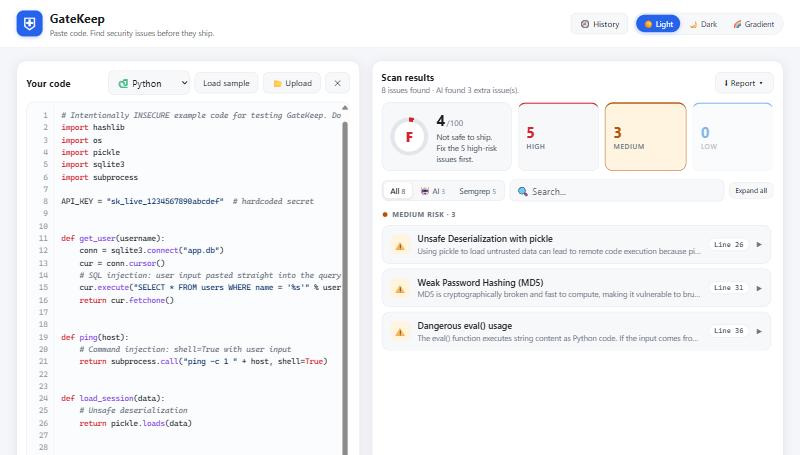 GateKeep
Paste code. Find security issues before they ship.
History
Light
Dark
Gradient
Your code
Python
Load sample
Upload
×
1 # Intentionally INSECURE example code for testing GateKeep. Do
2 import hashlib
3 import os
4 import pickle
5 import sqlite3
6 import subprocess
7
8 API_KEY = "sk_live_1234567890abcdef"  # hardcoded secret
9
10
11 def get_user(username):
12     conn = sqlite3.connect("app.db")
13     cur = conn.cursor()
14     # SQL injection: user input pasted straight into the query
15     cur.execute("SELECT * FROM users WHERE name = '%s'" % user
16     return cur.fetchone()
17
18
19 def ping(host):
20     # Command injection: shell=True with user input
21     return subprocess.call("ping -c 1 " + host, shell=True)
22
23
24 def load_session(data):
25     # Unsafe deserialization
26     return pickle.loads(data)
27
28
Scan results
8 issues found · AI found 3 extra issue(s).
Report
F
4/100
Not safe to ship.
Fix the 5 high-risk
issues first.
5
HIGH
3
MEDIUM
0
LOW
All 8
AI 3
Semgrep 5
Search...
Expand all
MEDIUM RISK · 3
Unsafe Deserialization with pickle
Using pickle to load untrusted data can lead to remote code execution because pi...
Line 26
Weak Password Hashing (MD5)
MD5 is cryptographically broken and fast to compute, making it vulnerable to bru...
Line 31
Dangerous eval() usage
The eval() function executes string content as Python code. If the input comes fro...
Line 36